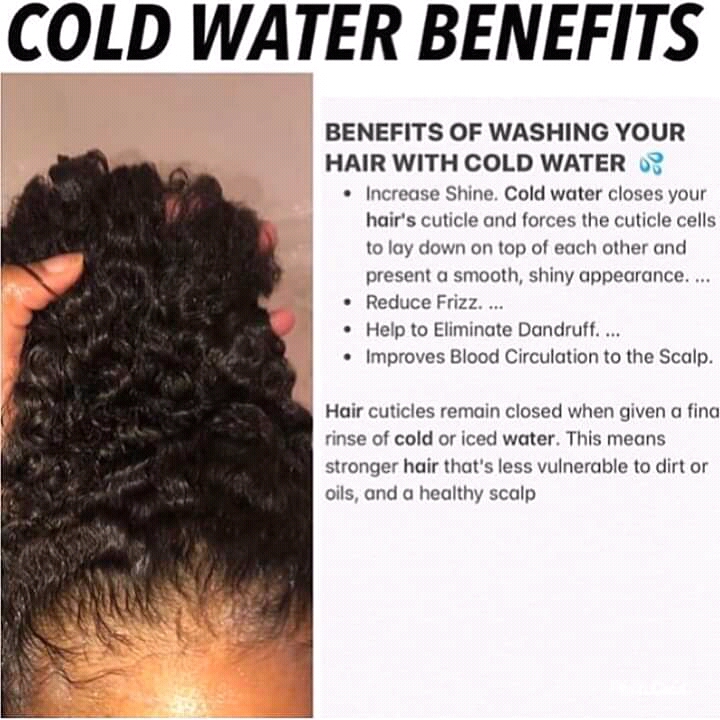 COLD WATER BENEFITS
BENEFITS OF WASHING YOUR
HAIR WITH COLD WATER 💦
• Increase Shine. Cold water closes your
hair's cuticle and forces the cuticle cells
to lay down on top of each other and
present a smooth, shiny appearance. ...
• Reduce Frizz. ...
• Help to Eliminate Dandruff. ...
• Improves Blood Circulation to the Scalp.
Hair cuticles remain closed when given a fina
rinse of cold or iced water. This means
stronger hair that's less vulnerable to dirt or
oils, and a healthy scalp